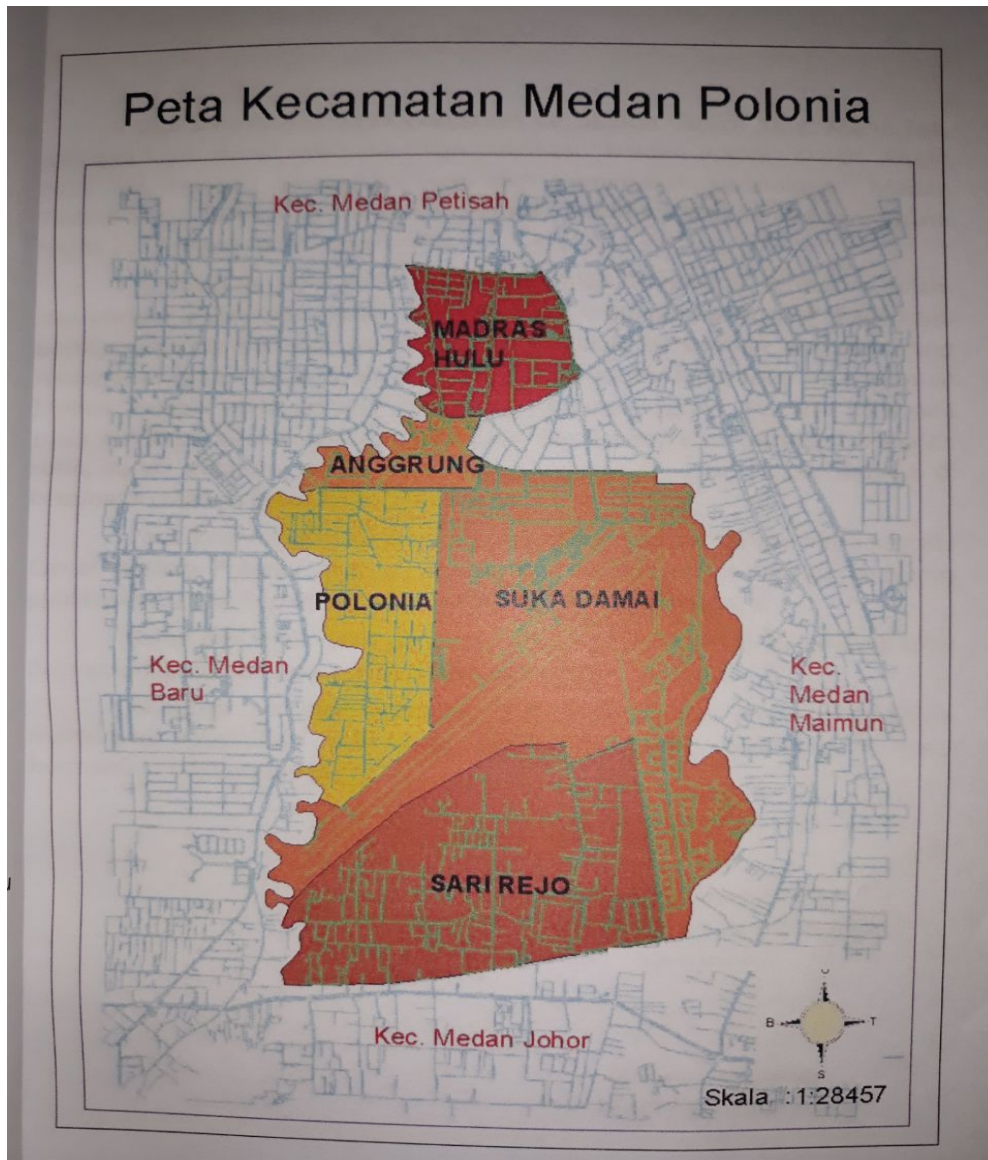 Peta Kecamatan Medan Polonia
Kec. Medan Petisah
MADRAS
HULU
ANGGRUNG
POLONIA
SUKA DAMAI
Kec. Medan
Baru
Kec.
Medan
Maimun
SARI REJO
Kec. Medan Johor
B
T
S
Skala : 1:28457